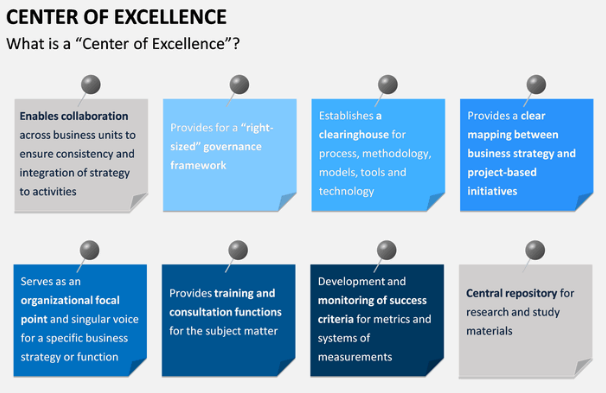 CENTER OF EXCELLENCE
What is a “Center of Excellence”?
Enables collaboration
across business units to
ensure consistency and
integration of strategy
to activities
Provides for a “right-
sized” governance
framework
Establishes a
clearinghouse for
process, methodology,
models, tools and
technology
Provides a clear
mapping between
business strategy and
project-based
initiatives
Serves as an
organizational focal
point and singular voice
for a specific business
strategy or function
Provides training and
consultation functions
for the subject matter
Development and
monitoring of success
criteria for metrics and
systems of
measurements
Central repository for
research and study
materials